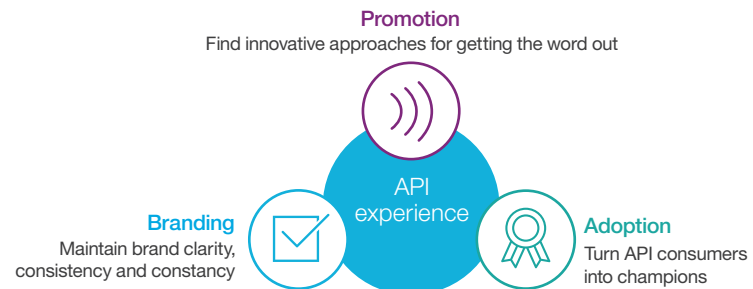 Promotion
Find innovative approaches for getting the word out
API
experience
Branding
Maintain brand clarity,
consistency and constancy
Adoption
Turn API consumers
into champions